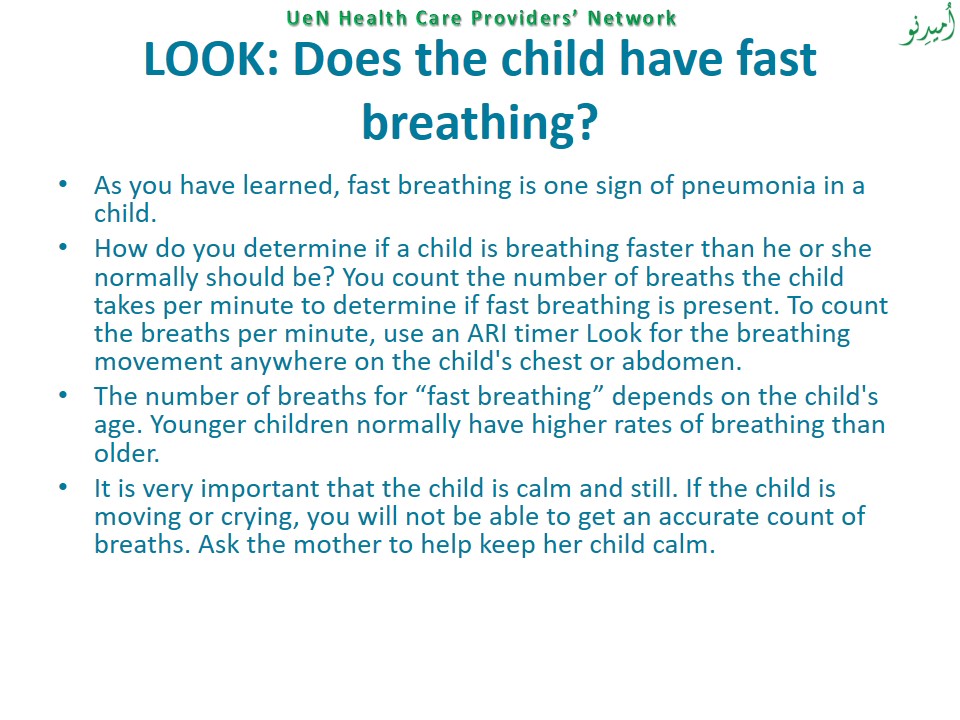 UeN Health Care Providers’ Network
اُمیدِنو
LOOK: Does the child have fast
breathing?
• As you have learned, fast breathing is one sign of pneumonia in a
child.
• How do you determine if a child is breathing faster than he or she
normally should be? You count the number of breaths the child
takes per minute to determine if fast breathing is present. To count
the breaths per minute, use an ARI timer Look for the breathing
movement anywhere on the child's chest or abdomen.
• The number of breaths for “fast breathing” depends on the child's
age. Younger children normally have higher rates of breathing than
older.
• It is very important that the child is calm and still. If the child is
moving or crying, you will not be able to get an accurate count of
breaths. Ask the mother to help keep her child calm.